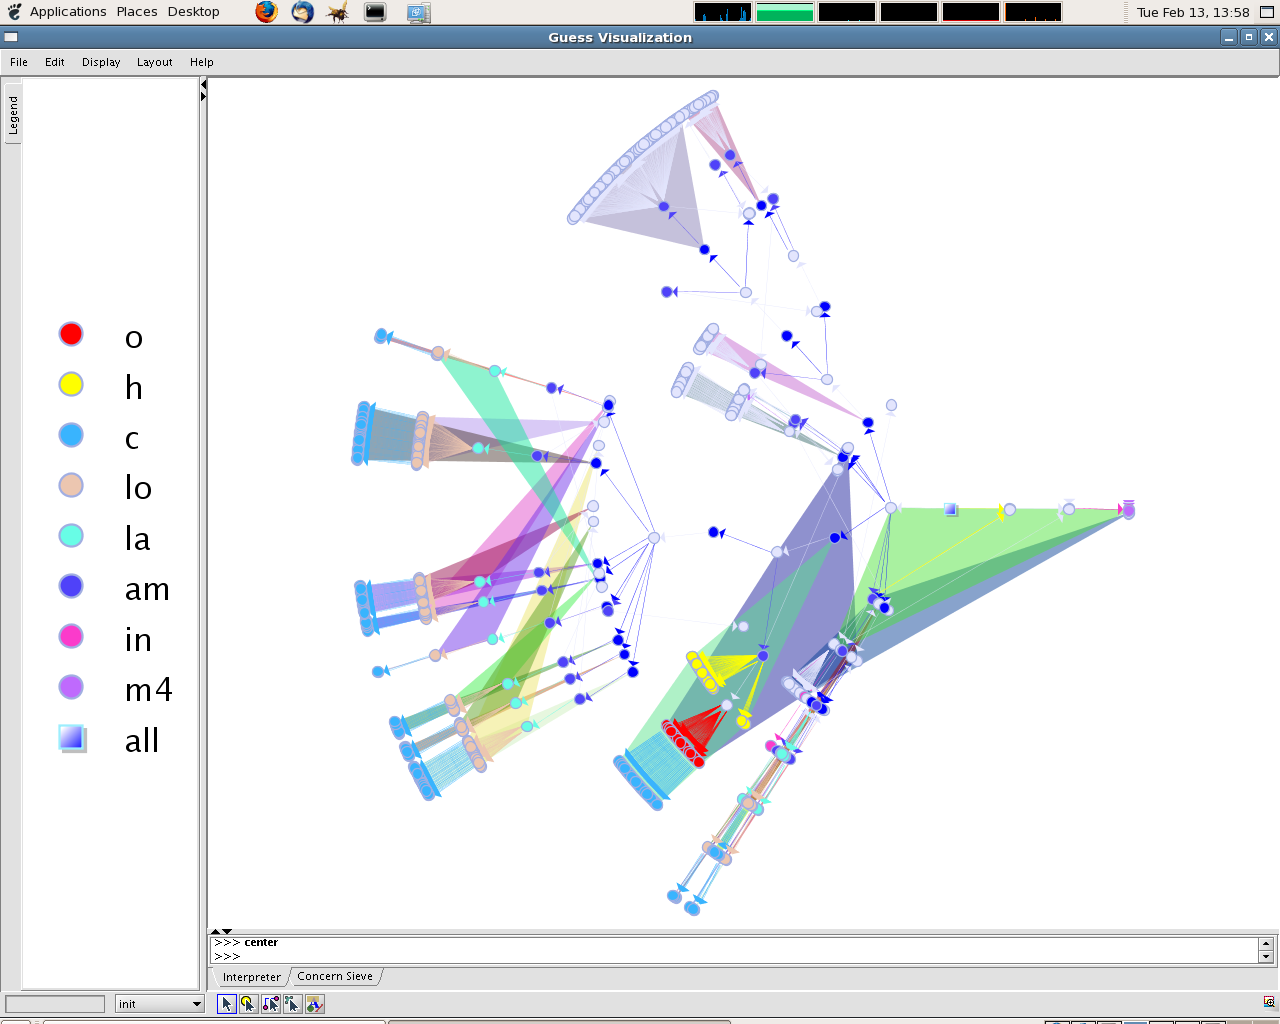 Applications Places Desktop
Tue Feb 13, 13:58
Guess Visualization
File Edit Display Layout Help
Legend
o
h
c
lo
la
am
in
m4
all
>>> center
>>>
Interpreter Concern Sieve
init